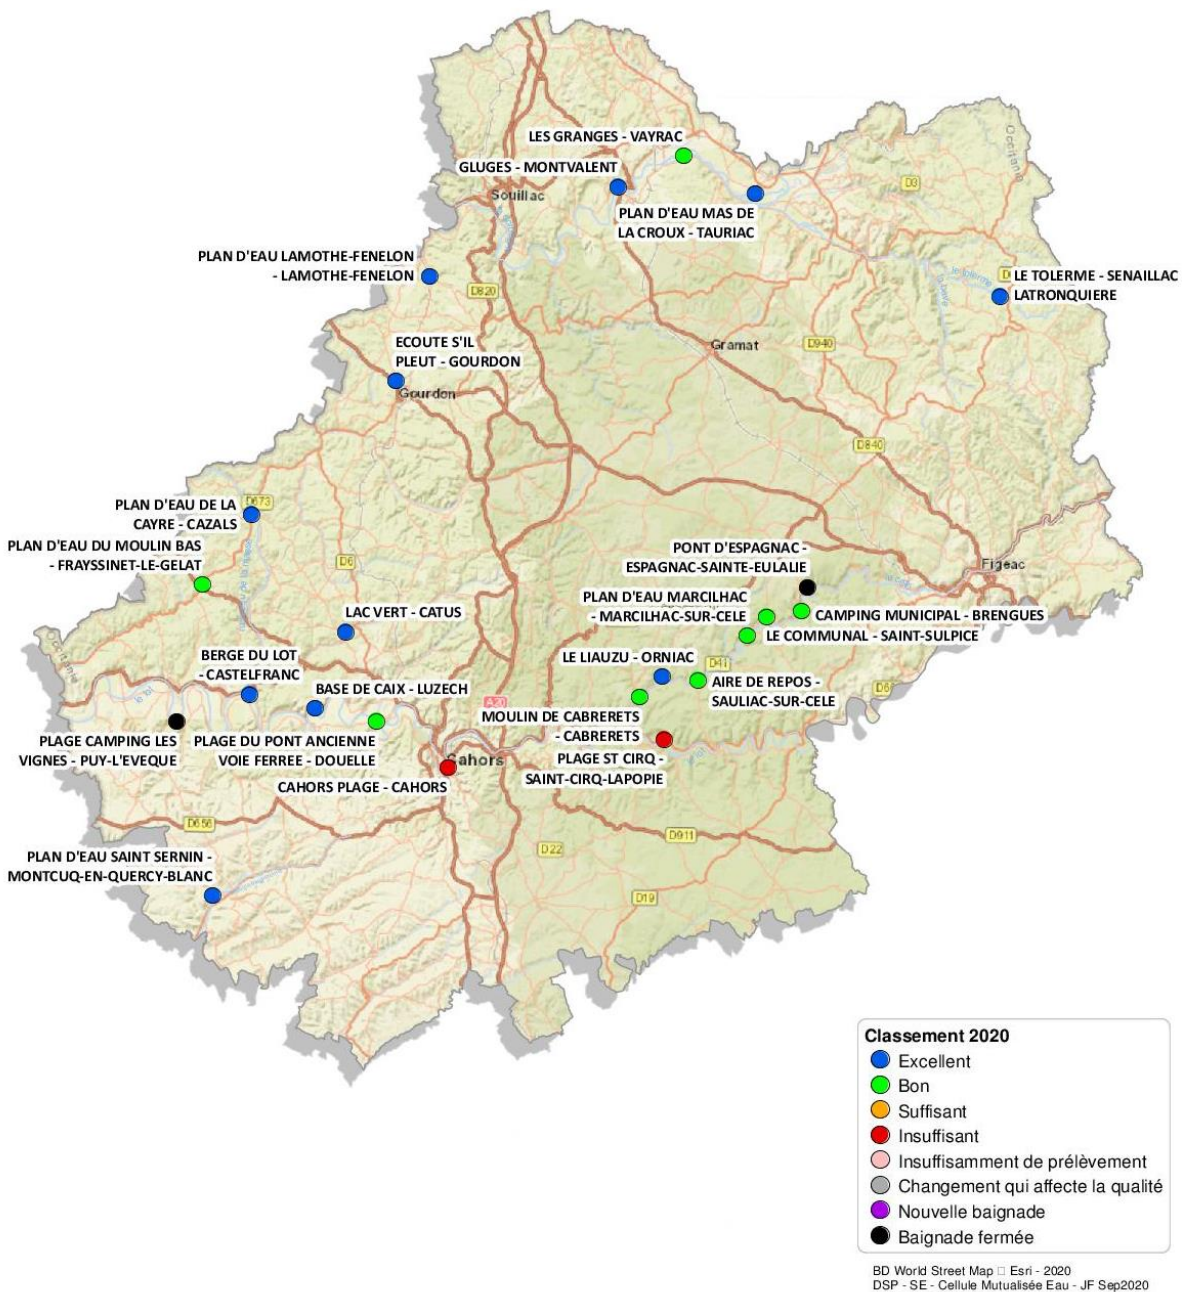 LES GRANGES - VAYRAC
GLUGES - MONTVALENT
Souillac
Occitanie
D3
PLAN D'EAU MAS DE
LA CROUX - TAURIAC
PLAN D'EAU LAMOTHE-FENELON
- LAMOTHE-FENELON
D820
le tolerme
LE TOLERME - SENAILLAC
LATRONQUIERE
ECOUTE S'IL
PLEUT - GOURDON
Gourdon
Gramat
D940
D840
PLAN D'EAU DE LA
CAYRE - CAZALS
D673
PLAN D'EAU DU MOULIN BAS
- FRAYSSINET-LE-GELAT
D6
PONT D'ESPAGNAC -
ESPAGNAC-SAINTE-EULALIE
Figeac
PLAN D'EAU MARCILHAC
- MARCILHAC-SUR-CELE
CAMPING MUNICIPAL - BRENGUES
LE COMMUNAL - SAINT-SULPICE
LAC VERT - CATUS
Occitanie
BERGE DU LOT
- CASTELFRANC
LE LIAUZU - ORNIAC
D41
BASE DE CAIX - LUZECH
AIRE DE REPOS -
SAULIAC-SUR-CELE
A20
MOULIN DE CABRERETS
- CABRERETS
PLAGE CAMPING LES
VIGNES - PUY-L'EVEQUE
PLAGE DU PONT ANCIENNE
VOIE FERREE - DOUELLE
Cahors
PLAGE ST CIRQ -
SAINT-CIRQ-LAPOPIE
CAHORS PLAGE - CAHORS
D656
D911
D22
PLAN D'EAU SAINT SERNIN -
MONTCUQ-EN-QUERCY-BLANC
D19
Classement 2020
Excellent
Bon
Suffisant
Insuffisant
Insuffisamment de prélèvement
Changement qui affecte la qualité
Nouvelle baignade
Baignade fermée
BD World Street Map □ Esri - 2020
DSP - SE - Cellule Mutualisée Eau - JF Sep2020